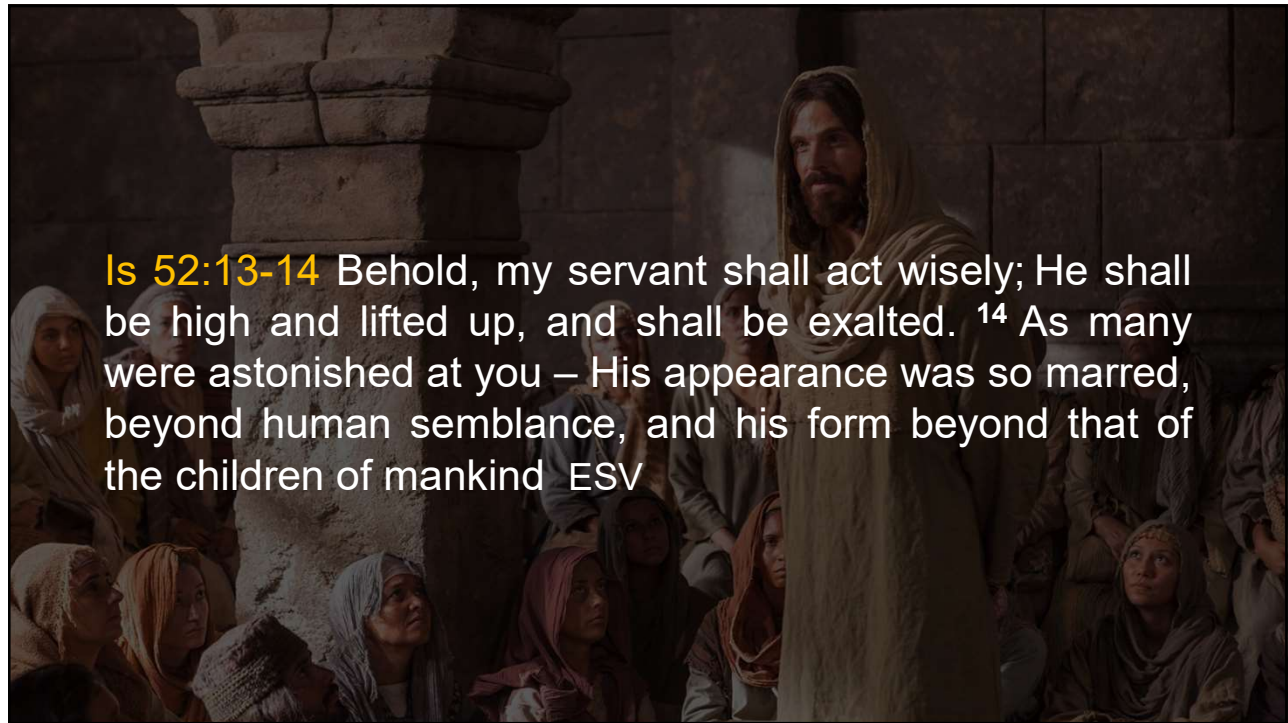 Is 52:13-14 Behold, my servant shall act wisely; He shall
be high and lifted up, and shall be exalted. 14 As many
were astonished at you – His appearance was so marred,
beyond human semblance, and his form beyond that of
the children of mankind ESV